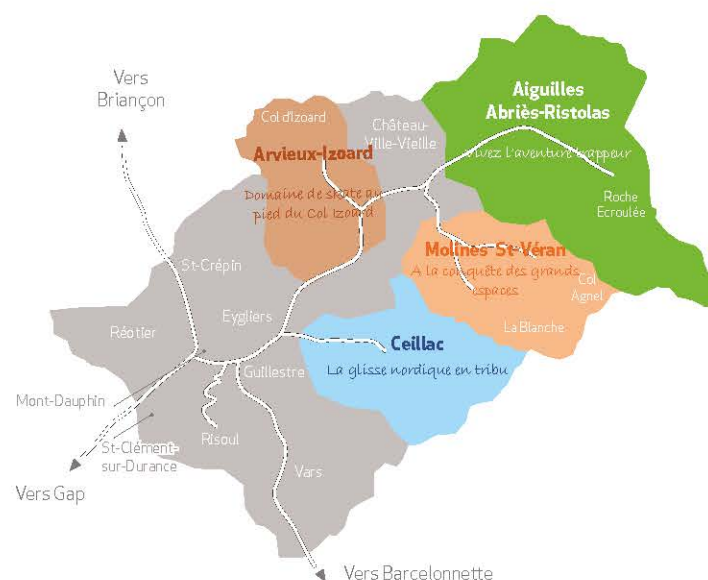 Vers
Briançon
Aiguilles
Abriès-Ristolas
Vivez l'aventure trappeur
Roche
Ecroulée
Col d'Izoard
Château-
Ville-Vieille
Arvieux-Izoard
Domaine de skate au
pied du Col Izoard
Molines St-Véran
A la conquête des grands
espaces
Col
Agnel
La Blanche
St-Crépin
Eygliers
Réotier
Ceillac
La glisse nordique en tribu
Guillestre
Mont-Dauphin
Risoul
St-Clément-
sur-Durance
Vars
Vers Gap
Vers Barcelonnette